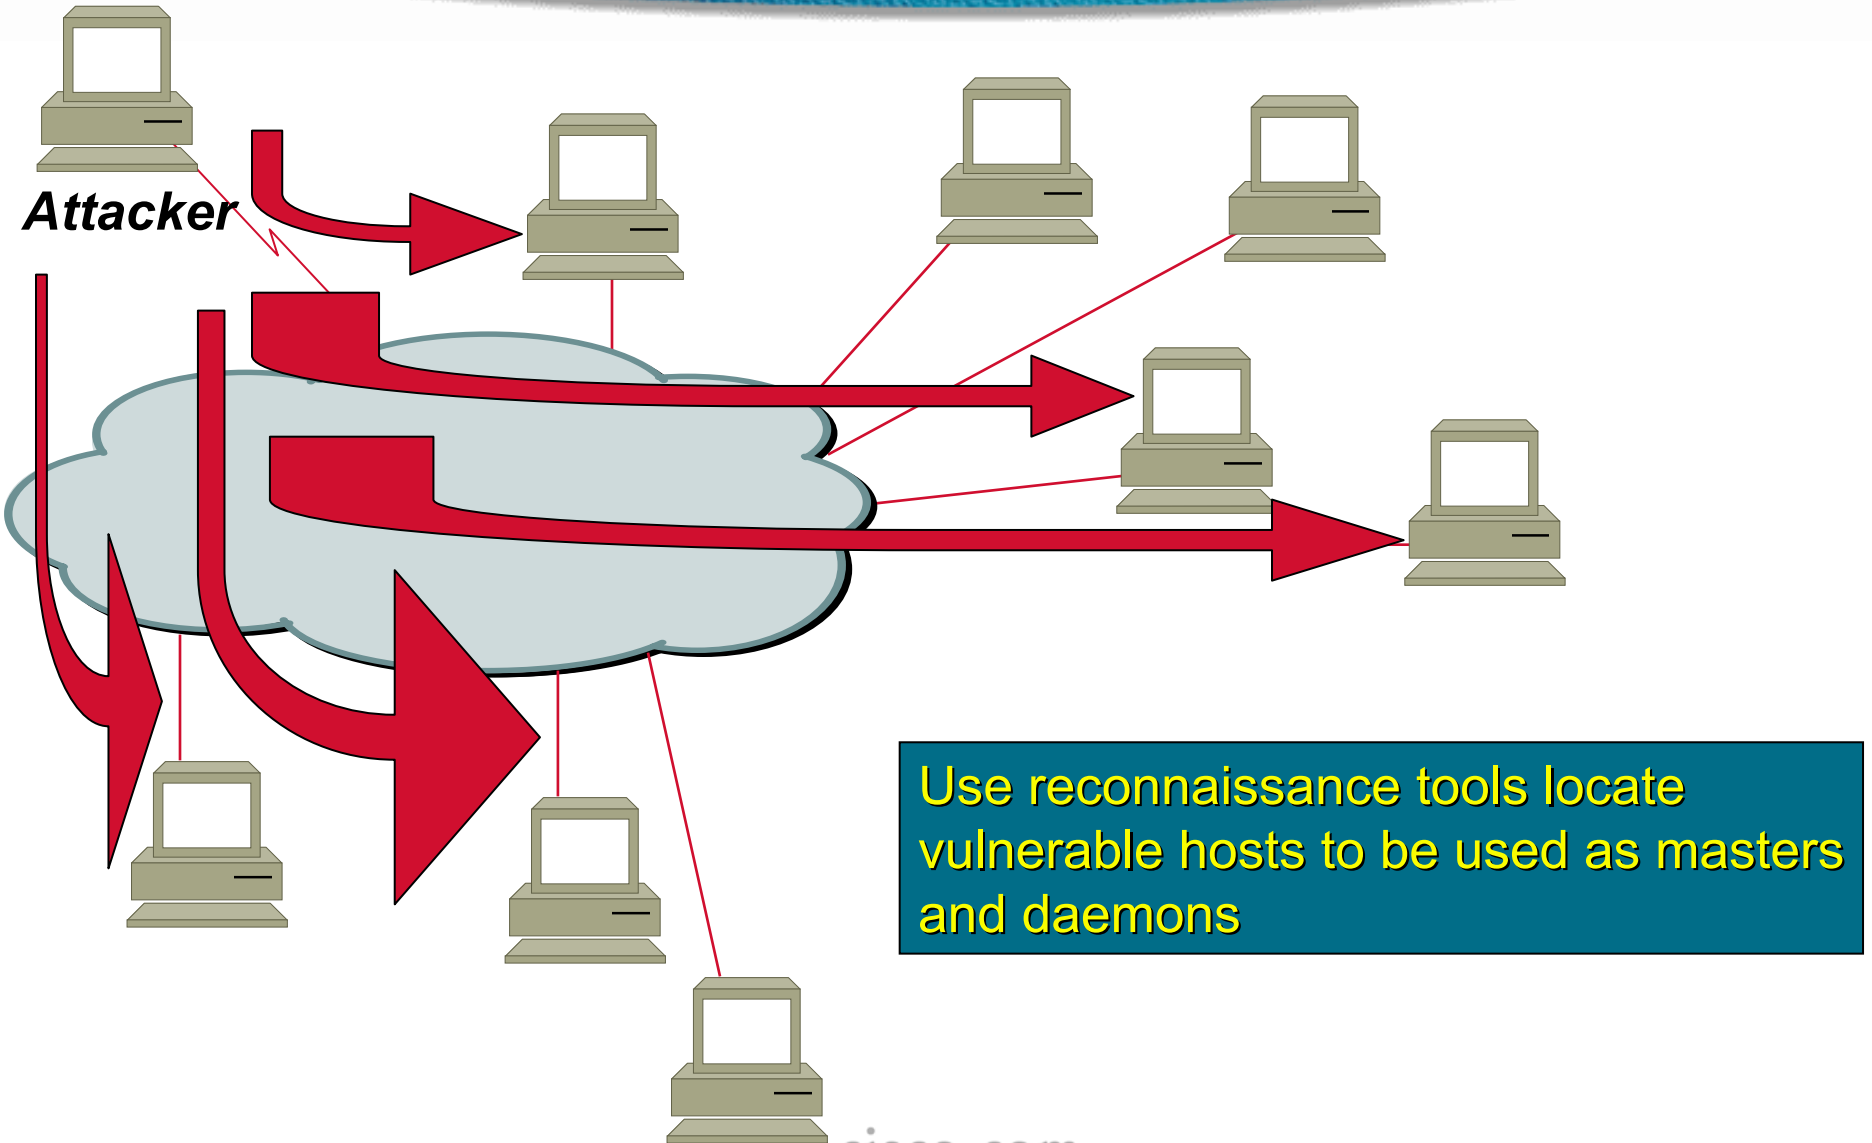 Attacker
Use reconnaissance tools locate
vulnerable hosts to be used as masters
and daemons